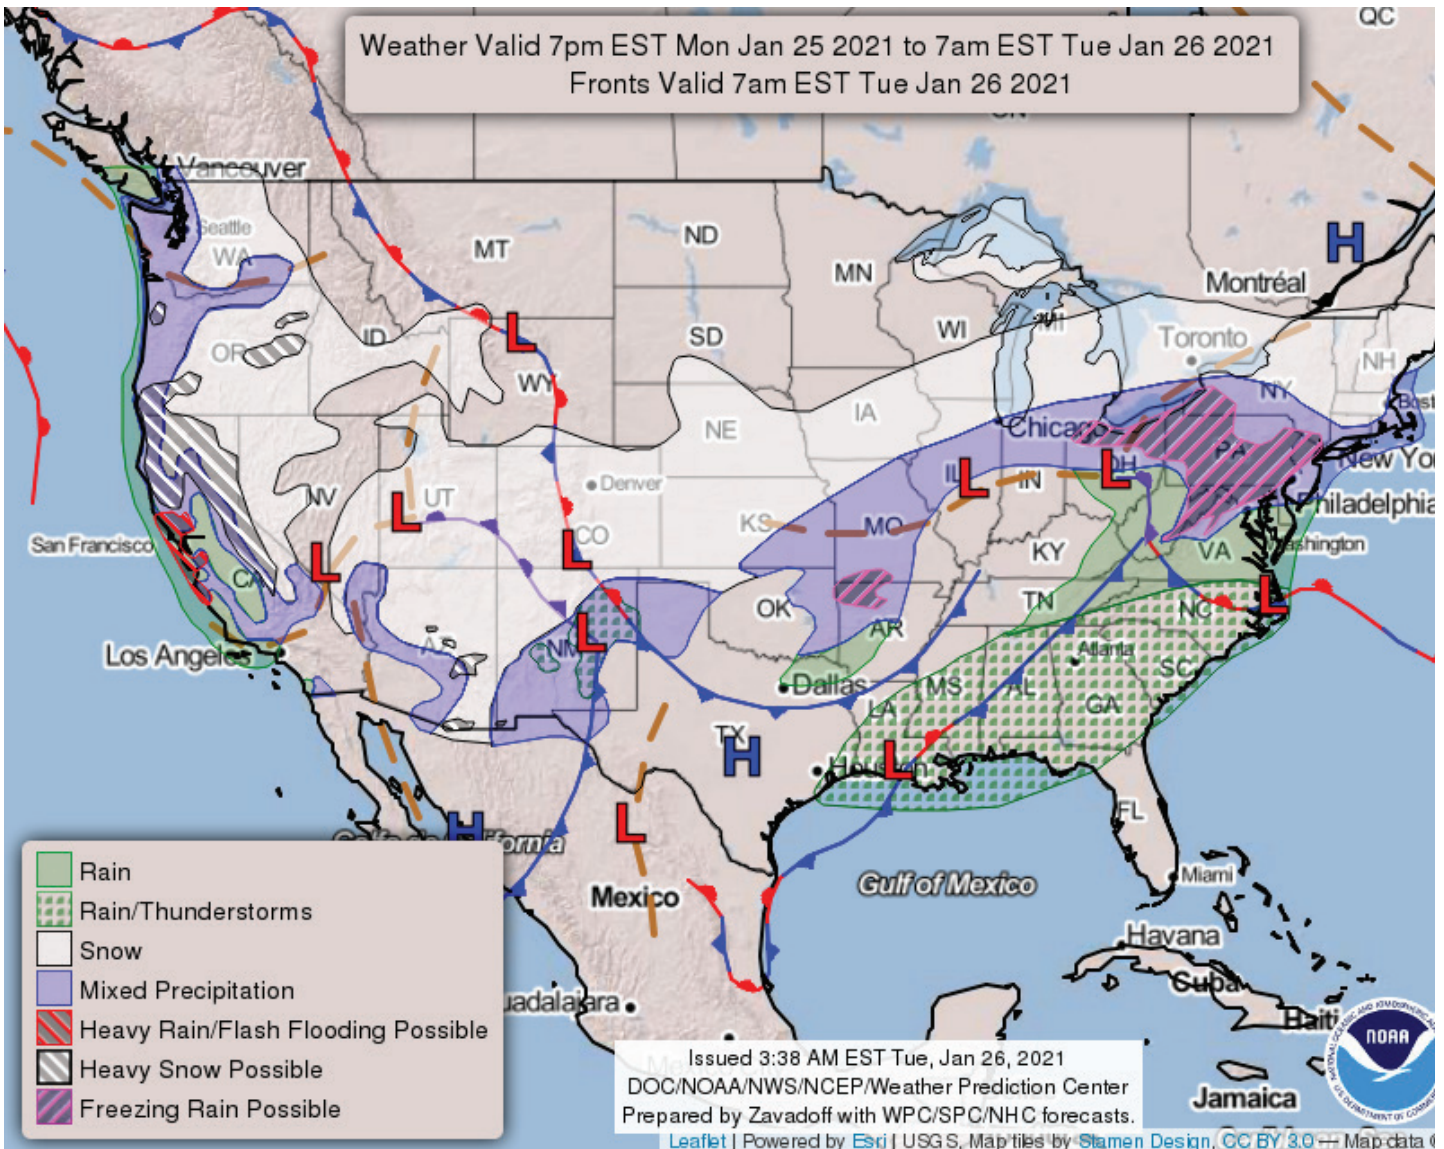 QC
Weather Valid 7pm EST Mon Jan 25 2021 to 7am EST Tue Jan 26 2021
Fronts Valid 7am EST Tue Jan 26 2021
Vancouver
Seattle
WA
MT
ND
MN
H
Montréal
OR
ID
L
WY
SD
WI
MI
Toronto
NY
NH
NE
IA
Chicago
PA
New Yo
NV
L
UT
Denver
KS
CO
L
MO
IL
L
IN
OH
L
Philadelphia
San Francisco
L
CA
KY
VA
Washington
OK
TN
NC
L
Los Angeles
NM
L
AR
Atlanta
SC
Dallas
MS
AL
GA
LA
TX
H
Houston
L
FL
H
L
Gulf of Mexico
Miami
Mexico
Havana
Cuba
Haiti
Jamaica
Rain
Rain/Thunderstorms
Snow
Mixed Precipitation
Heavy Rain/Flash Flooding Possible
Heavy Snow Possible
Freezing Rain Possible
uadalajara
NOAA
Issued 3:38 AM EST Tue, Jan 26, 2021
DOC/NOAA/NWS/NCEP/Weather Prediction Center
Prepared by Zavadoff with WPC/SPC/NHC forecasts.
Leaflet | Powered by Esri | USGS, Map tiles by Stamen Design, CC BY 3.0 — Map data ©